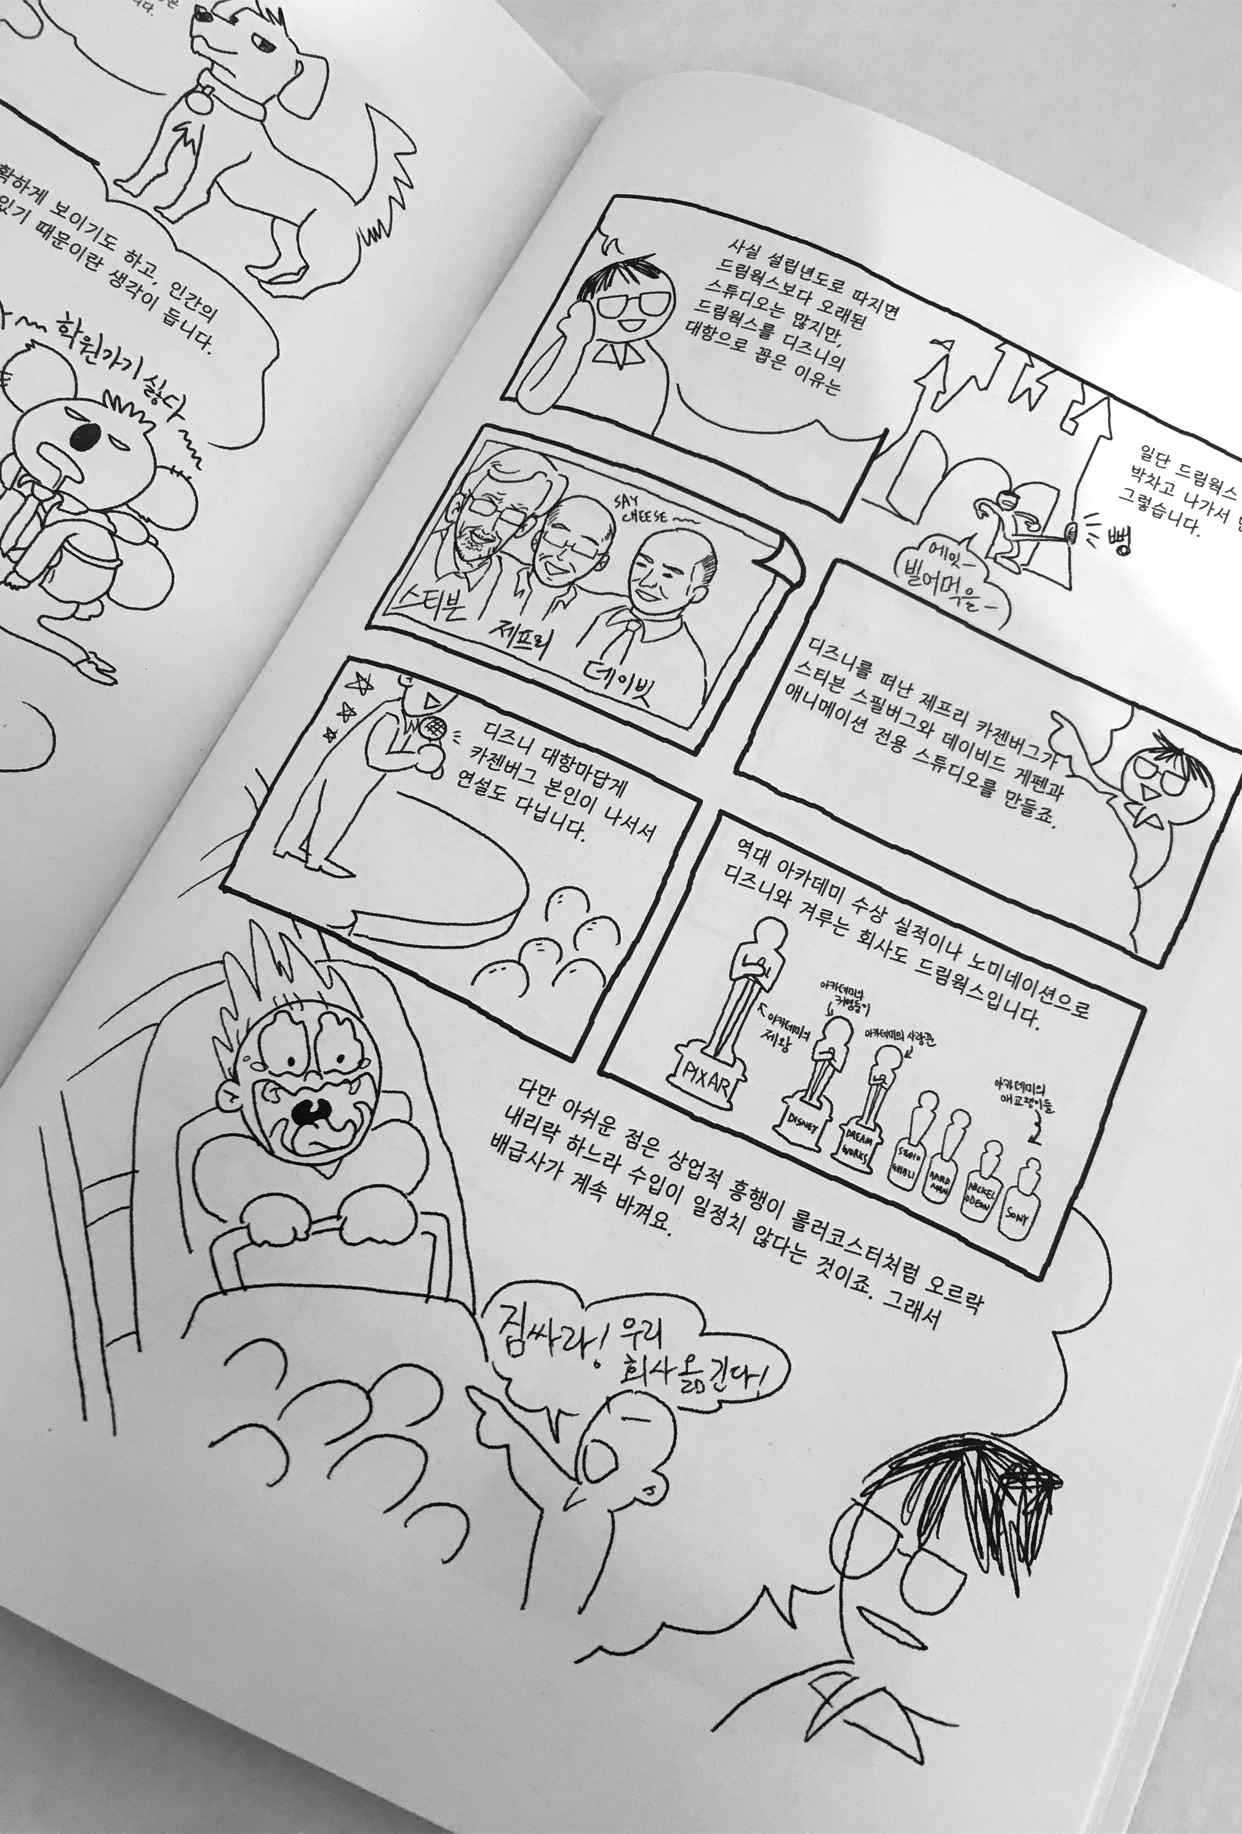 확하게 보이기도 하고, 인간의
있기 때문이란 생각이 듭니다.
학원가기 싫다
사실 설립년도로 따지면
드림웍스보다 오래된
스튜디오는 많지만,
드림웍스를 디즈니의
대항으로 꼽은 이유는
일단 드림웍스
박차고 나가서
그렇습니다.
뻥
에잇~
빌어먹을~
SAY
CHEESE~
스티븐
제프리
데이빗
디즈니를 떠난 제프리 카젠버그가
스티븐 스필버그와 데이비드 게펜과
애니메이션 전용 스튜디오를 만들죠.
디즈니 대항마답게
카젠버그 본인이 나서서
연설도 다닙니다.
역대 아카데미 수상 실적이나 노미네이션으로
디즈니와 겨루는 회사도 드림웍스입니다.
아카데미의
제왕
아카데미의
귀염둥이
아카데미의 사랑꾼
아카데미의
애교쟁이들
PIXAR
DISNEY
DREAM
WORKS
STUDIO
GHIBLI
AARD
MAN
NICKEL
ODEON
SONY
다만 아쉬운 점은 상업적 흥행이 롤러코스터처럼 오르락
내리락 하느라 수입이 일정치 않다는 것이죠. 그래서
배급사가 계속 바껴요.
짐싸라! 우리
회사 옮긴다!